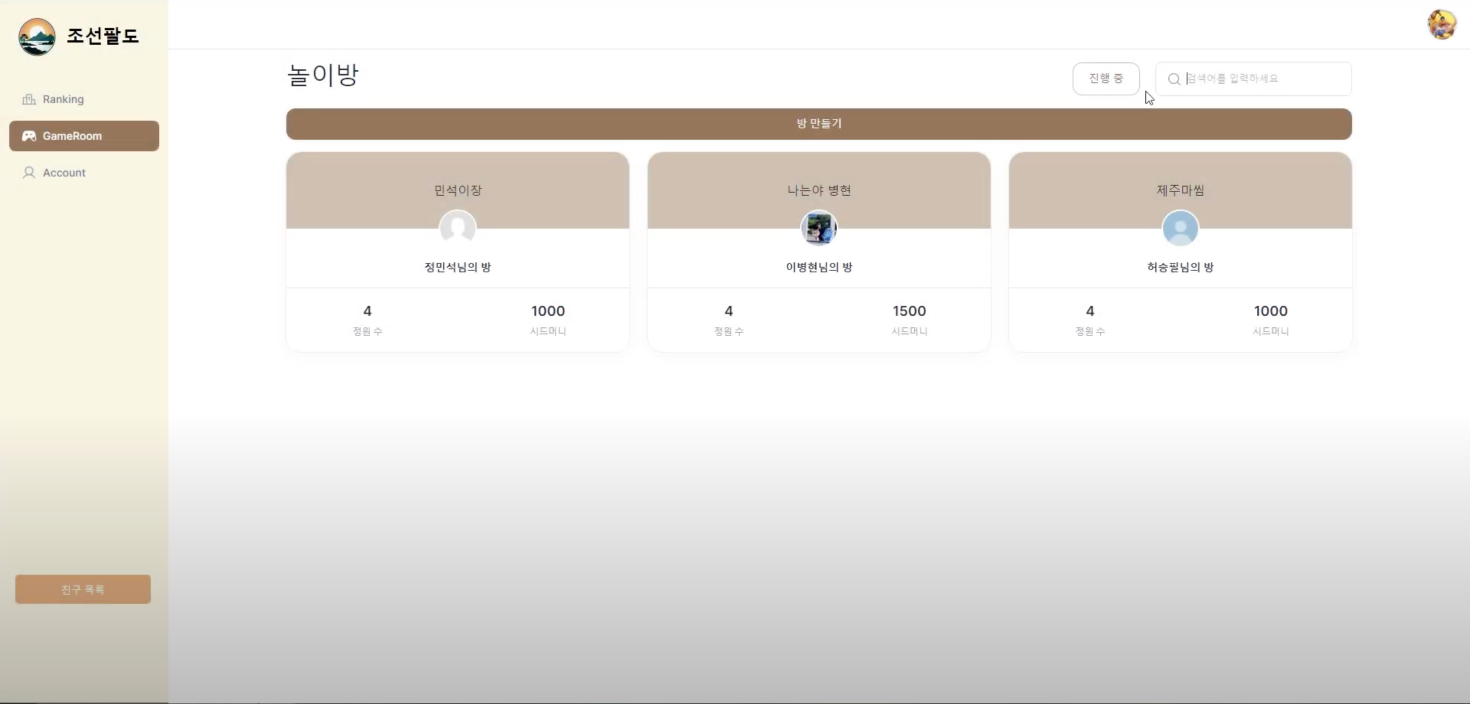 조선팔도
Ranking
GameRoom
Account
친구 목록
놀이방
진행 중
검색어를 입력하세요
방 만들기
민석이장
정민석님의 방
4
정원 수
1000
시드머니
나는야 병현
이병현님의 방
4
정원 수
1500
시드머니
제주마씸
허승필님의 방
4
정원 수
1000
시드머니